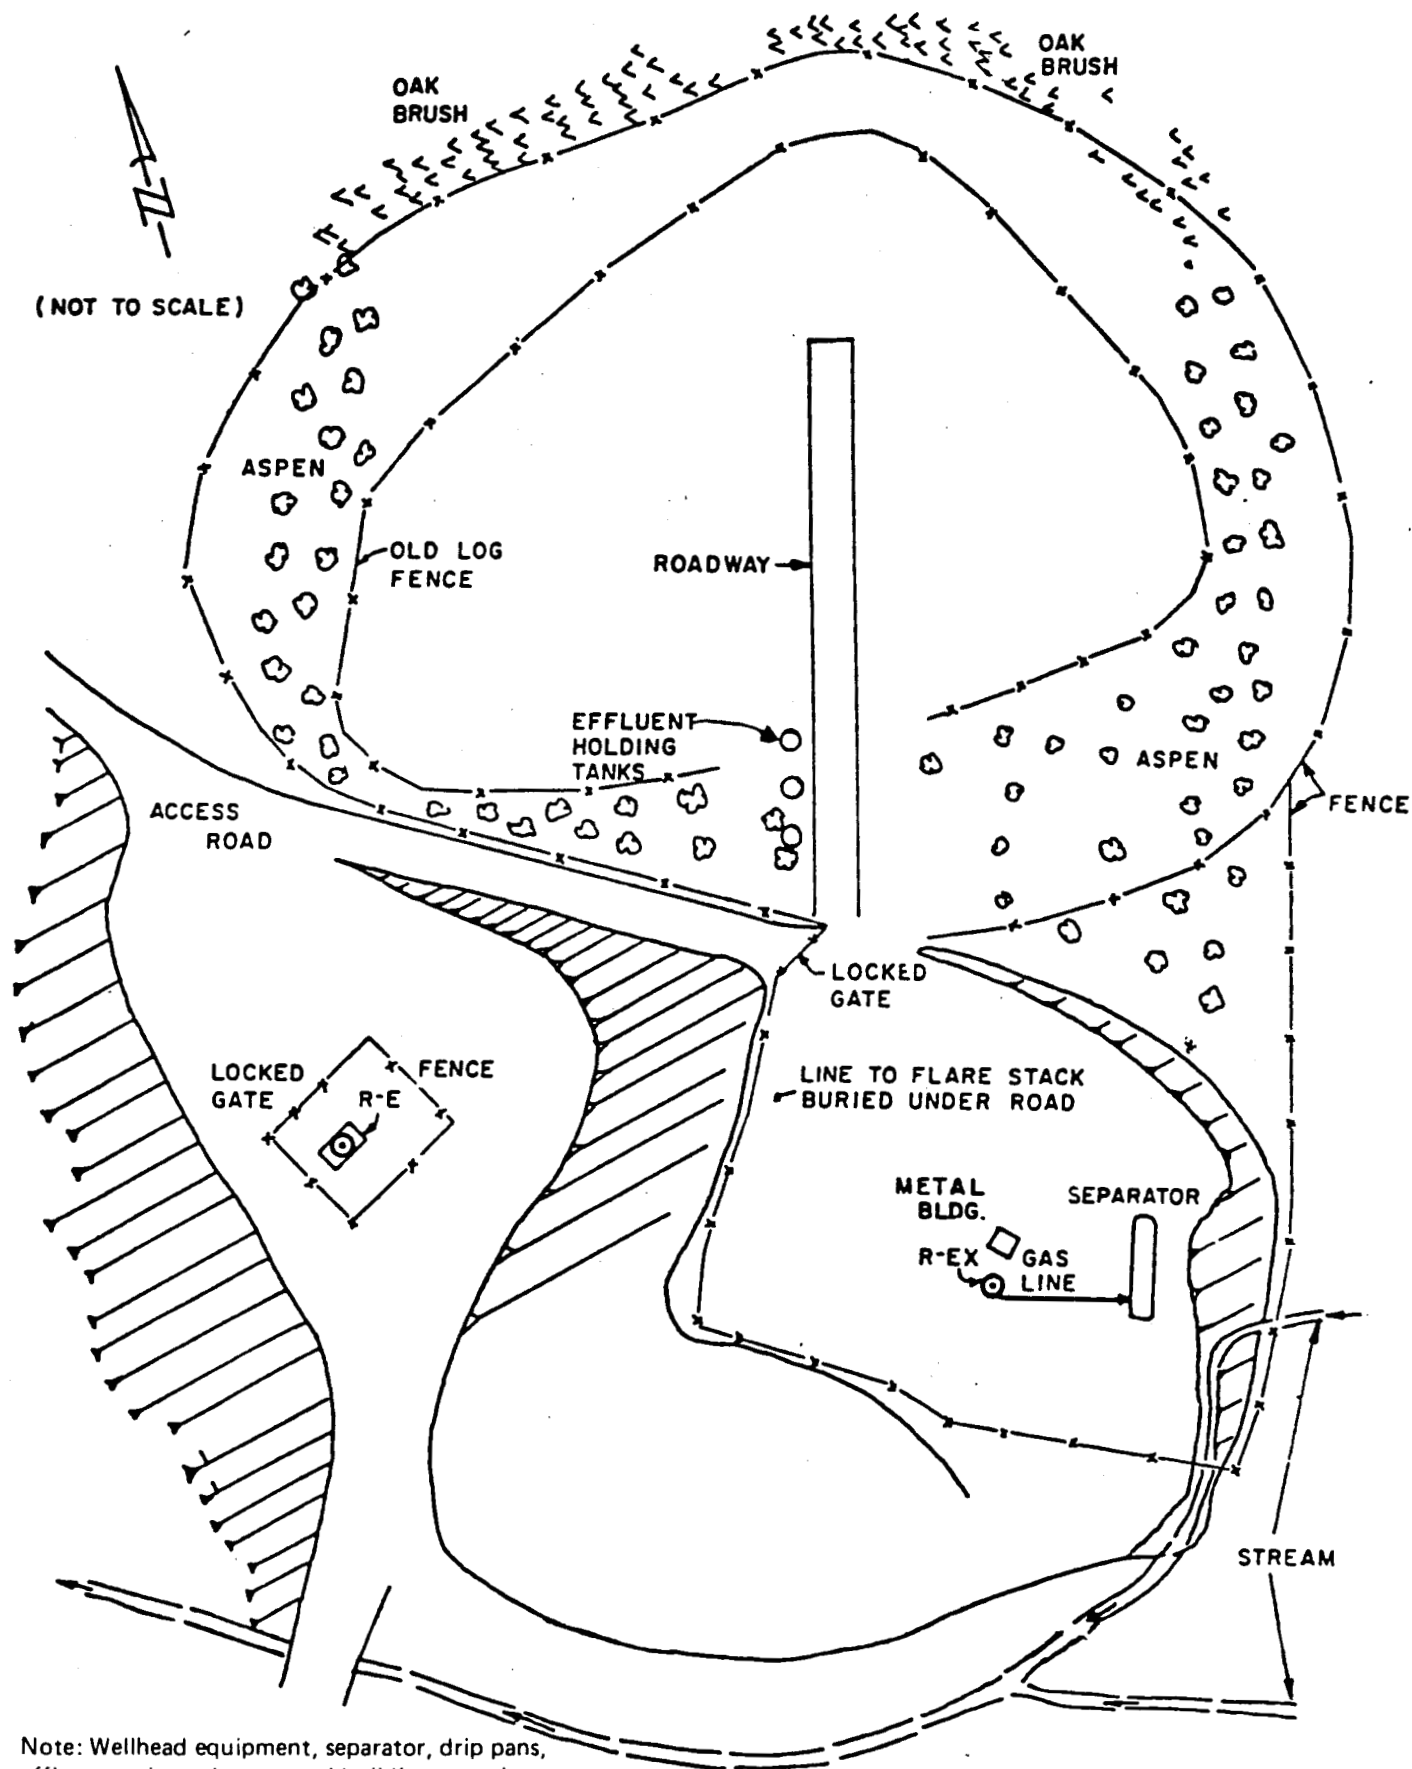 OAK
BRUSH
OAK
BRUSH
N
(NOT TO SCALE)
ASPEN
OLD LOG
FENCE
ROADWAY
EFFLUENT
HOLDING
TANKS
ASPEN
FENCE
ACCESS
ROAD
LOCKED
GATE
LOCKED
GATE
FENCE
R-E
LINE TO FLARE STACK
BURIED UNDER ROAD
METAL
BLDG.
SEPARATOR
R-EX
GAS
LINE
STREAM
Note: Wellhead equipment, separator, drip pans,